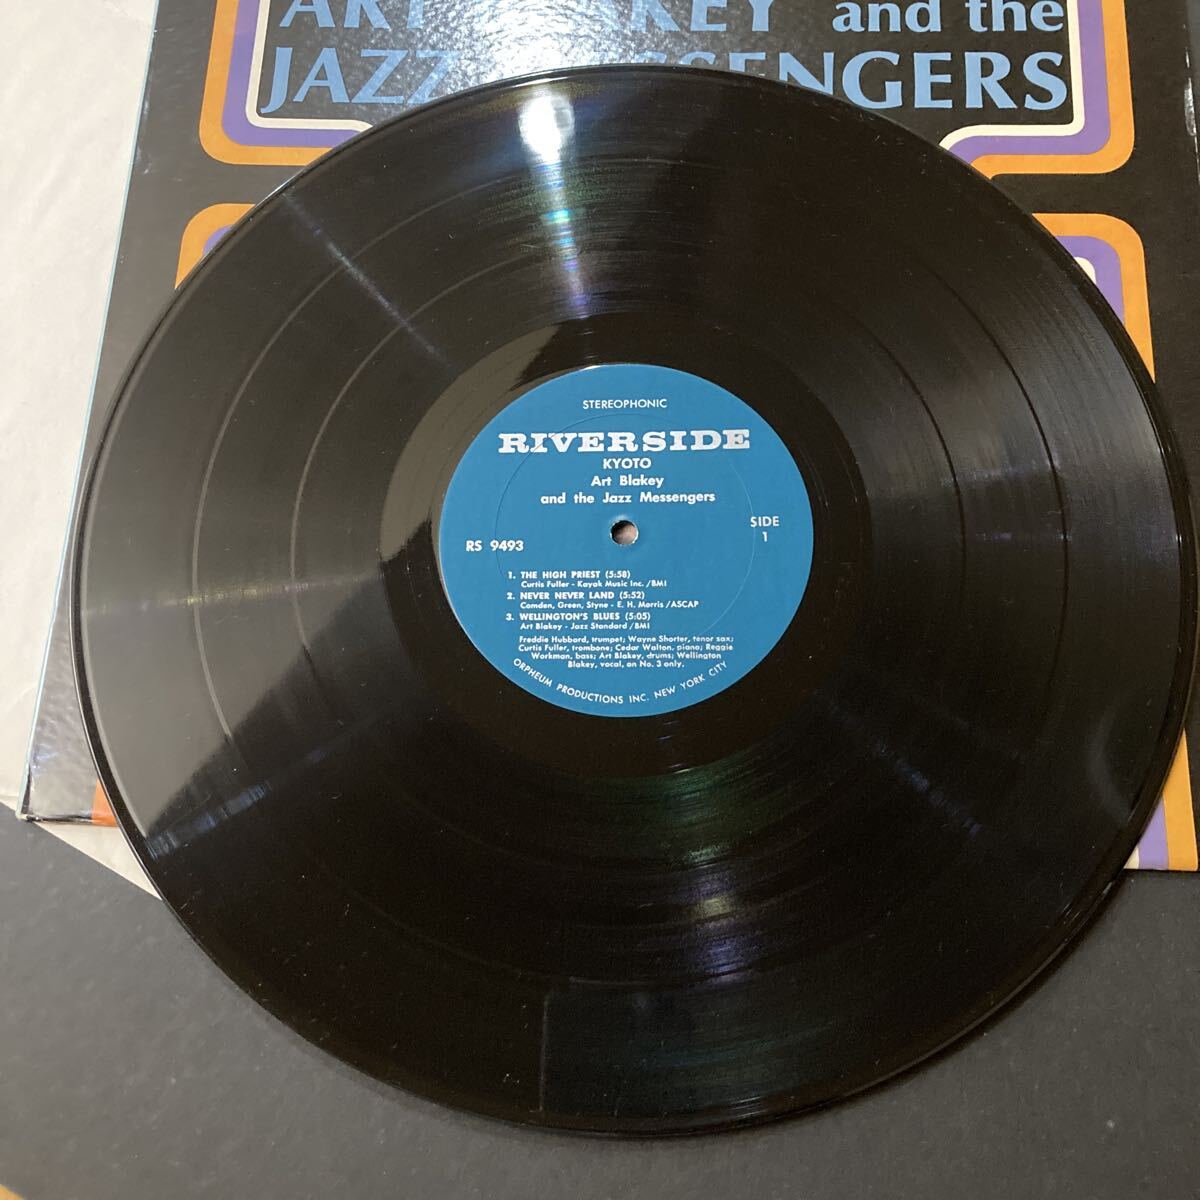 ART KEY and the
JAZZ SSENGERS
STEREOPHONIC
RIVERSIDE
KYOTO
Art Blakey
and the Jazz Messengers
SIDE
1
RS 9493
1. THE HIGH PRIEST (5:58)
Curtis Fuller - Kayak Music Inc. /BMI
2. NEVER NEVER LAND (5:52)
Comden, Green, Styne - E. H. Morris /ASCAP
3. WELLINGTON'S BLUES (5:05)
Art Blakey - Jazz Standard /BMI
Freddie Hubbard, trumpet; Wayne Shorter, tenor sax;
Curtis Fuller, trombone; Cedar Walton, piano; Reggie
Workman, bass; Art Blakey, drums; Wellington
Blakey, vocal, on No. 3 only.
ORPHEUM PRODUCTIONS INC. NEW YORK CITY